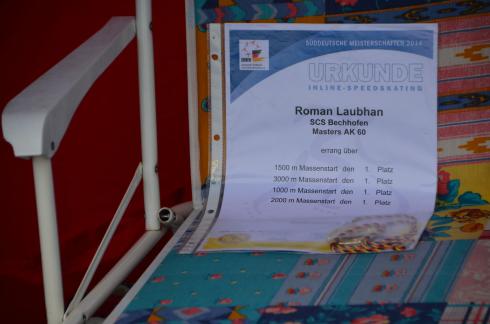 SÜDDEUTSCHE MEISTERSCHAFTEN 2014
URKUNDE
INLINE-SPEEDSKATING
Roman Laubhan
SCS Bechhofen
Masters AK 60
errang über
1500 m Massenstart den 1. Platz
3000 m Massenstart den 1. Platz
1000 m Massenstart den 1. Platz
2000 m Massenstart den 1. Platz